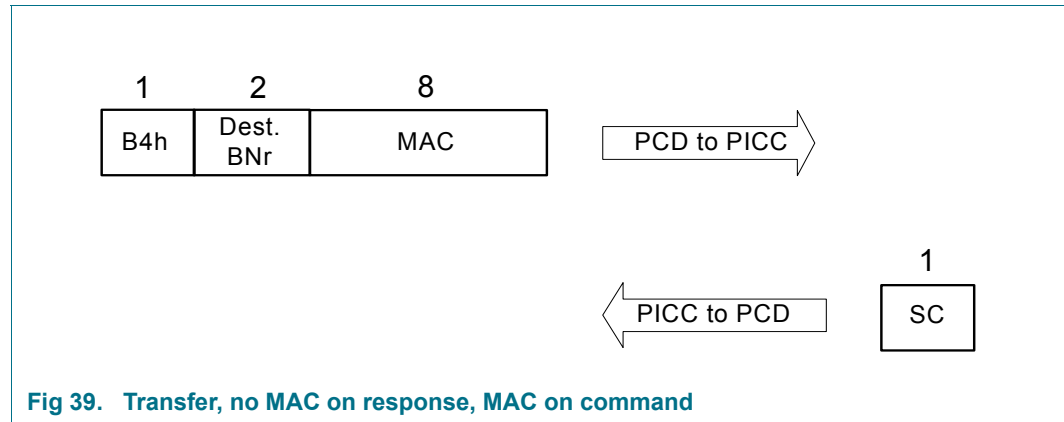 1 2 8
B4h Dest. BNr MAC PCD to PICC
1
PICC to PCD SC
Fig 39. Transfer, no MAC on response, MAC on command